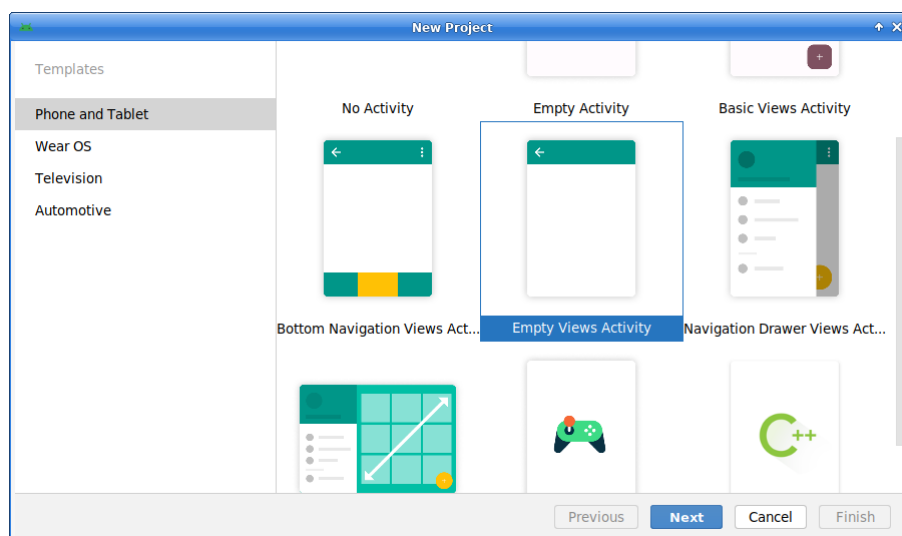 New Project
Templates
Phone and Tablet
Wear OS
Television
Automotive
No Activity
Empty Activity
Basic Views Activity
Bottom Navigation Views Act...
Empty Views Activity
Navigation Drawer Views Act...
C++
Previous
Next
Cancel
Finish